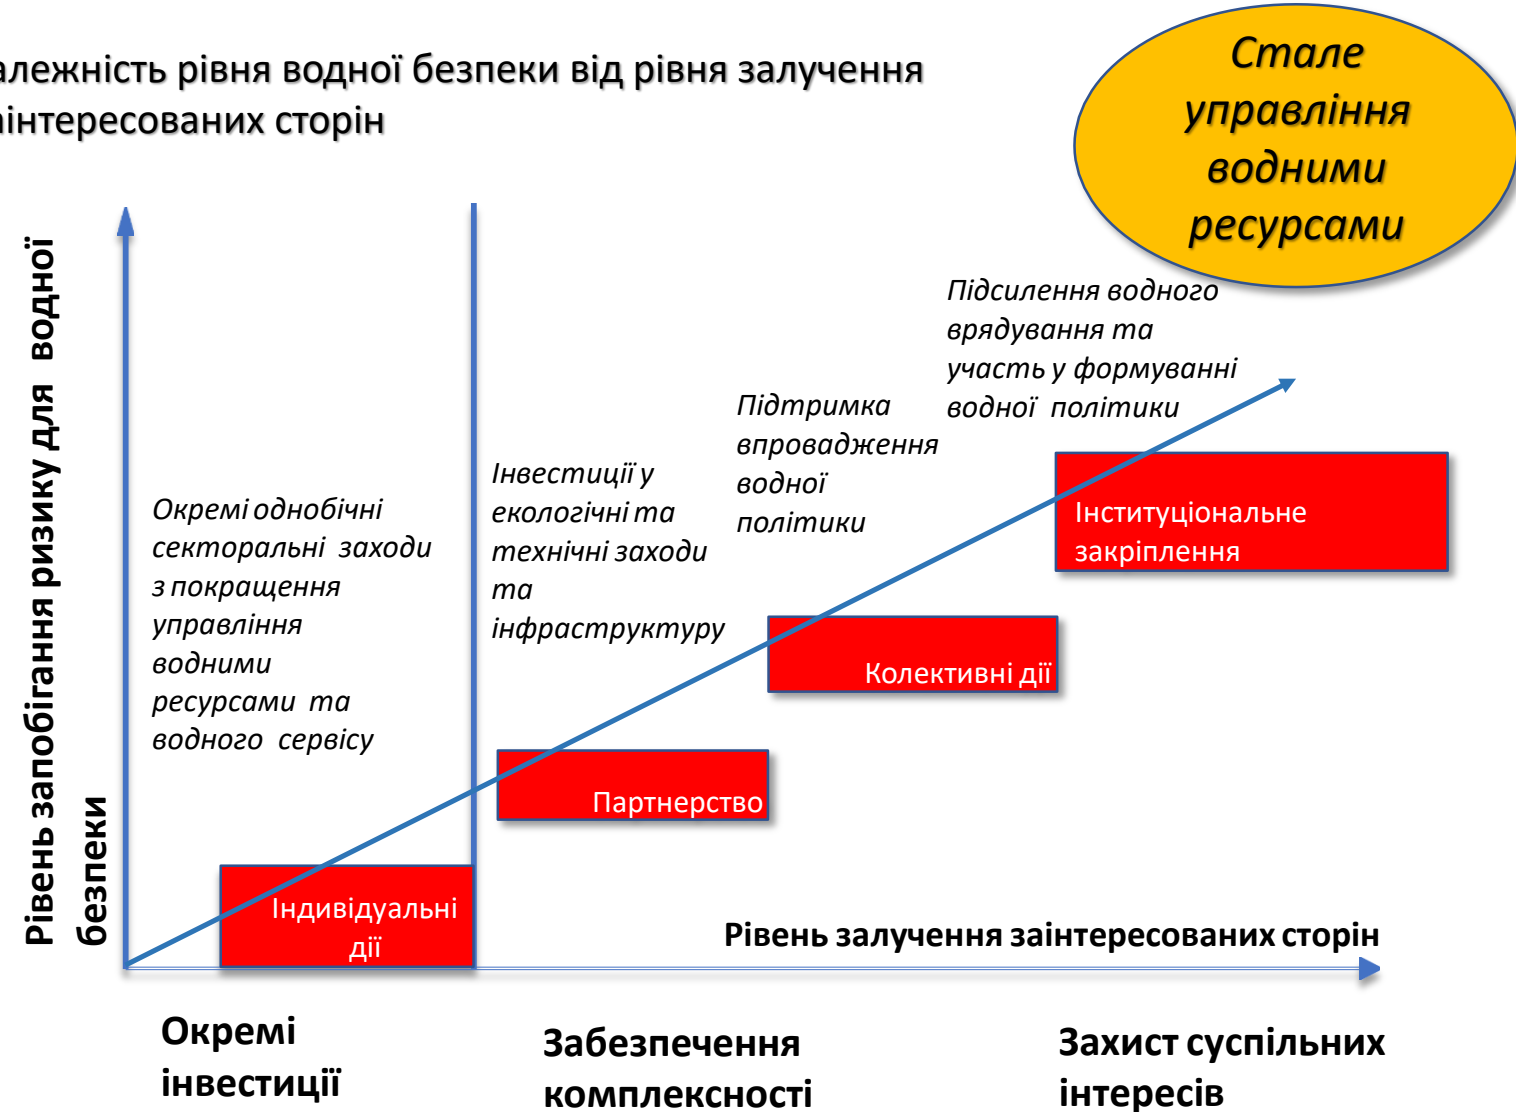 алежність рівня водної безпеки від рівня залучення
аінтересованих сторін
Стале
управління
водними
ресурсами
Рівень запобігання ризику для водної
безпеки
Окремі однобічні
секторальні заходи
з покращення
управління
водними
ресурсами та
водного сервісу
Інвестиції у
екологічні та
технічні заходи
та
інфраструктуру
Підтримка
впровадження
водної
політики
Підсилення водного
врядування та
участь у формуванні
водної політики
Інституціональне
закріплення
Колективні дії
Партнерство
Індивідуальні
дії
Рівень залучення заінтересованих сторін
Окремі
інвестиції
Забезпечення
комплексності
Захист суспільних
інтересів